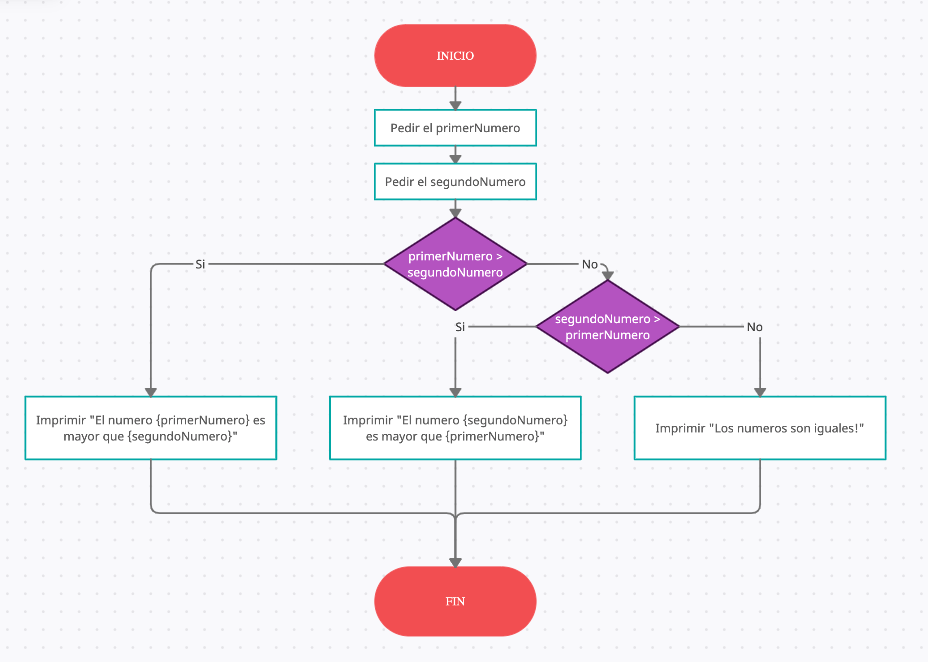 INICIO
Pedir el primerNumero
Pedir el segundoNumero
primerNumero >
segundoNumero
Si
No
segundoNumero >
primerNumero
Si
No
Imprimir "El numero {primerNumero} es
mayor que {segundoNumero}"
Imprimir "El numero {segundoNumero}
es mayor que {primerNumero}"
Imprimir "Los numeros son iguales!"
FIN